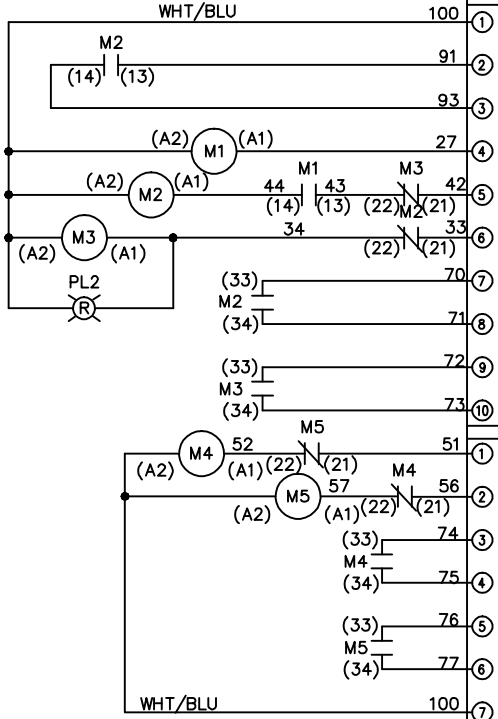 WHT/BLU 100 1
M2 91 2
(14) (13)
93 3
(A2) M1 (A1) 27 4
(A2) M2 (A1) 44 M1 43 M3 42 5
(14) (13) (22) (21)
M3 34 M2 33 6
(A2) (A1) (22) (21)
PL2 (33) 70 7
R M2
(34) 71 8
(33) 72 9
M3
(34) 73 10
M5
M4 52 51 1
(A2) (A1) (22) (21)
M4
M5 57 56 2
(A2) (A1) (22) (21)
(33) 74 3
M4
(34) 75 4
(33) 76 5
M5
(34) 77 6
WHT/BLU 100 7